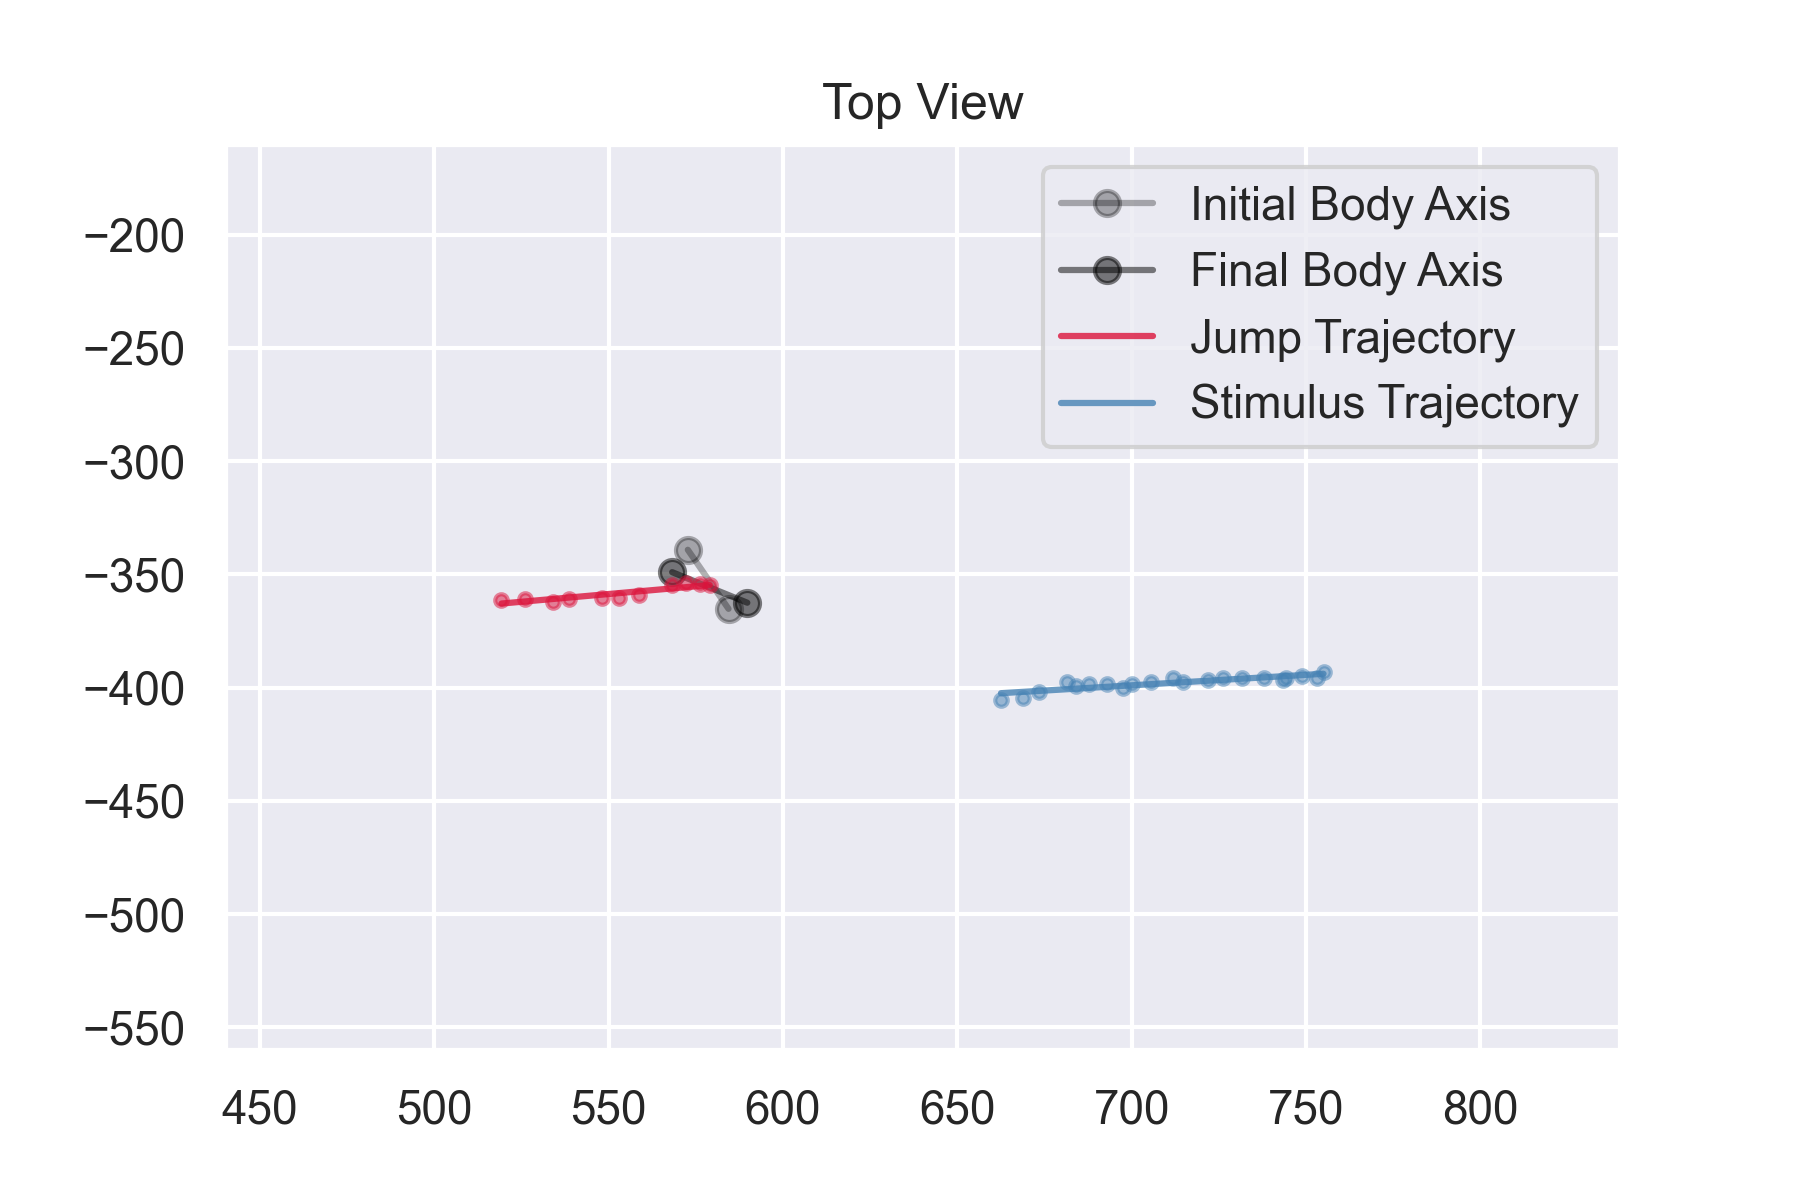 Top View
Initial Body Axis
Final Body Axis
Jump Trajectory
Stimulus Trajectory
−200
−250
−300
−350
−400
−450
−500
−550
450 500 550 600 650 700 750 800